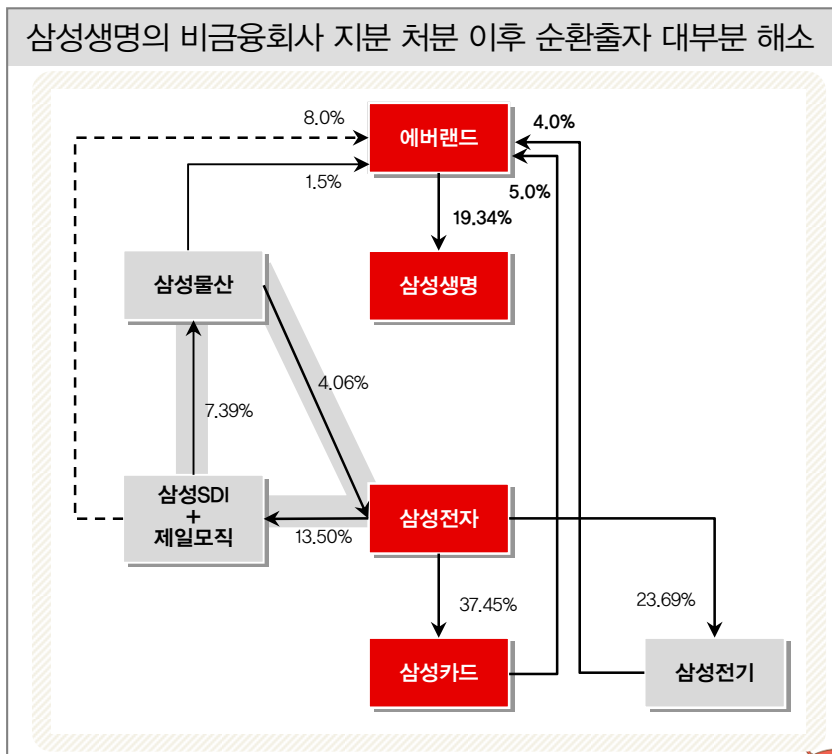 삼성생명의 비금융회사 지분 처분 이후 순환출자 대부분 해소
8.0%
에버랜드
4.0%
1.5%
5.0%
19.34%
삼성물산
삼성생명
4.06%
7.39%
삼성SDI
+
제일모직
삼성전자
13.50%
37.45%
23.69%
삼성카드
삼성전기